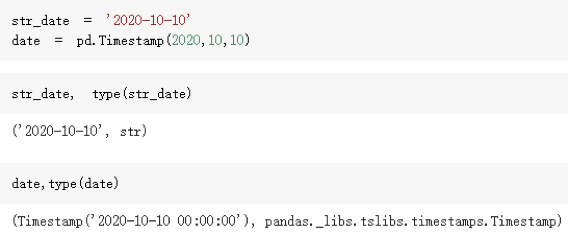 str_date = '2020-10-10'
date = pd.Timestamp(2020,10,10)
str_date, type(str_date)
('2020-10-10', str)
date,type(date)
(Timestamp('2020-10-10 00:00:00'), pandas._libs.tslibs.timestamps.Timestamp)